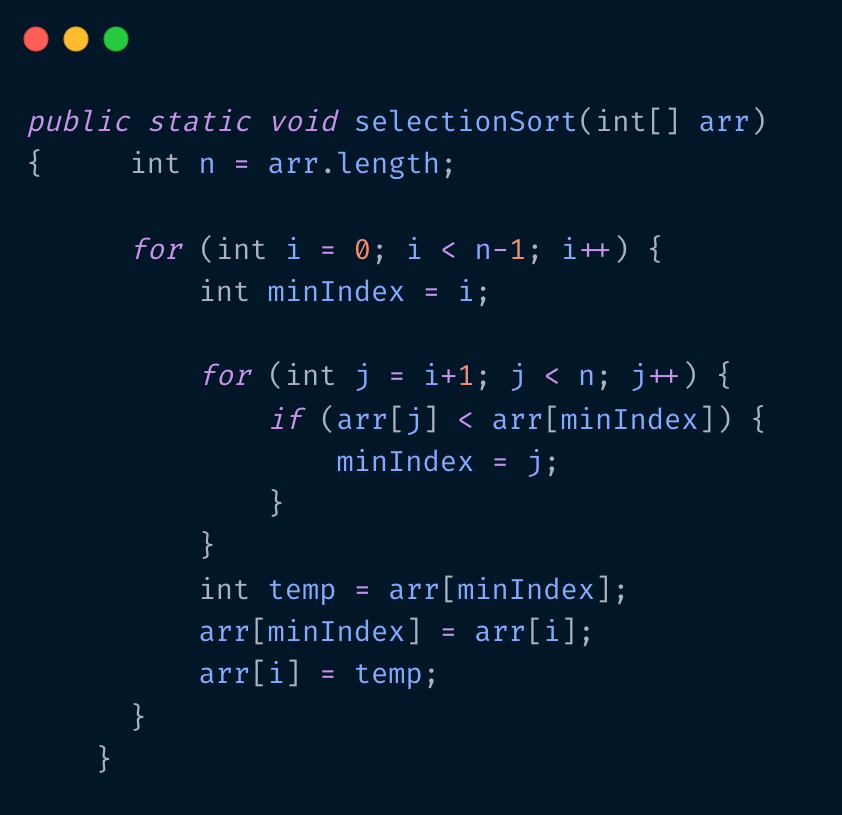 public static void selectionSort(int[] arr)
{     int n = arr.length;

      for (int i = 0; i < n-1; i++) {
          int minIndex = i;

          for (int j = i+1; j < n; j++) {
              if (arr[j] < arr[minIndex]) {
                  minIndex = j;
              }
          }
          int temp = arr[minIndex];
          arr[minIndex] = arr[i];
          arr[i] = temp;
      }
    }